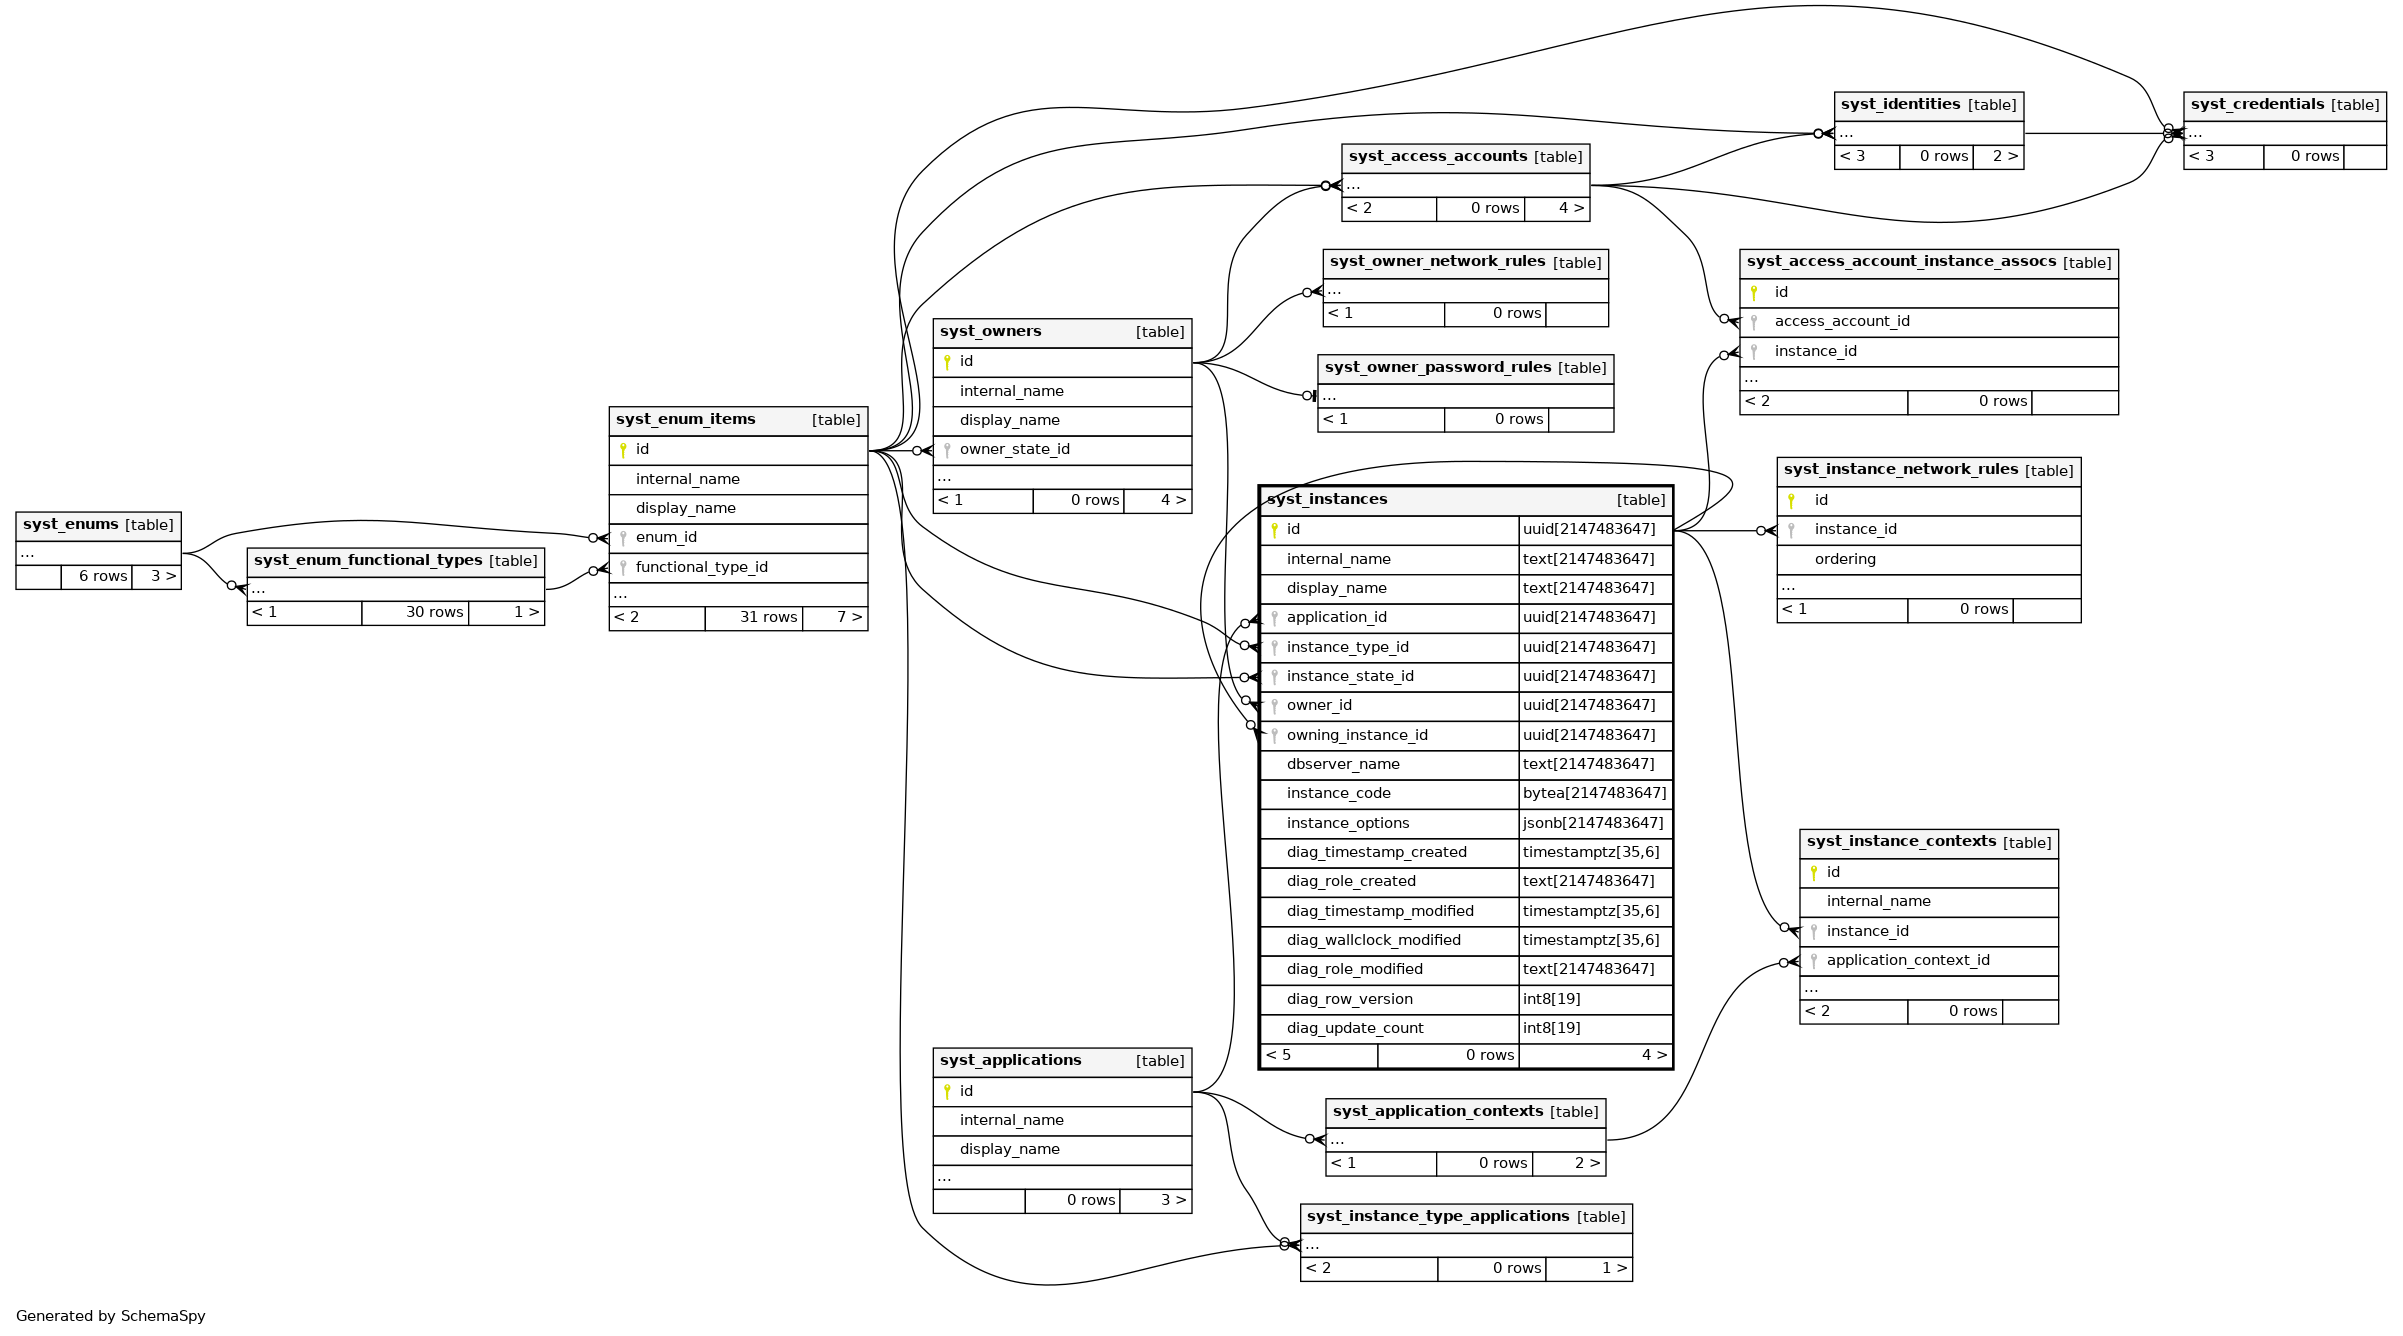 syst_identities [table]
...
< 3 0 rows 2 >
syst_credentials [table]
...
< 3 0 rows
syst_access_accounts [table]
...
< 2 0 rows 4 >
syst_owner_network_rules [table]
...
< 1 0 rows
syst_access_account_instance_assocs [table]
id
access_account_id
instance_id
...
< 2 0 rows
syst_owners [table]
id
internal_name
display_name
owner_state_id
...
< 1 0 rows 4 >
syst_owner_password_rules [table]
...
< 1 0 rows
syst_enum_items [table]
id
internal_name
display_name
enum_id
functional_type_id
...
< 2 31 rows 7 >
syst_enums [table]
...
6 rows 3 >
syst_enum_functional_types [table]
...
< 1 30 rows 1 >
syst_instances [table]
id uuid[2147483647]
internal_name text[2147483647]
display_name text[2147483647]
application_id uuid[2147483647]
instance_type_id uuid[2147483647]
instance_state_id uuid[2147483647]
owner_id uuid[2147483647]
owning_instance_id uuid[2147483647]
dbserver_name text[2147483647]
instance_code bytea[2147483647]
instance_options jsonb[2147483647]
diag_timestamp_created timestamptz[35,6]
diag_role_created text[2147483647]
diag_timestamp_modified timestamptz[35,6]
diag_wallclock_modified timestamptz[35,6]
diag_role_modified text[2147483647]
diag_row_version int8[19]
diag_update_count int8[19]
< 5 0 rows 4 >
syst_instance_network_rules [table]
id
instance_id
ordering
...
< 1 0 rows
syst_instance_contexts [table]
id
internal_name
instance_id
application_context_id
...
< 2 0 rows
syst_applications [table]
id
internal_name
display_name
...
0 rows 3 >
syst_application_contexts [table]
...
< 1 0 rows 2 >
syst_instance_type_applications [table]
...
< 2 0 rows 1 >
Generated by SchemaSpy